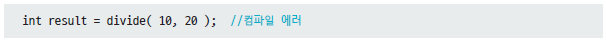 int result = divide( 10, 20 );  //컴파일 에러